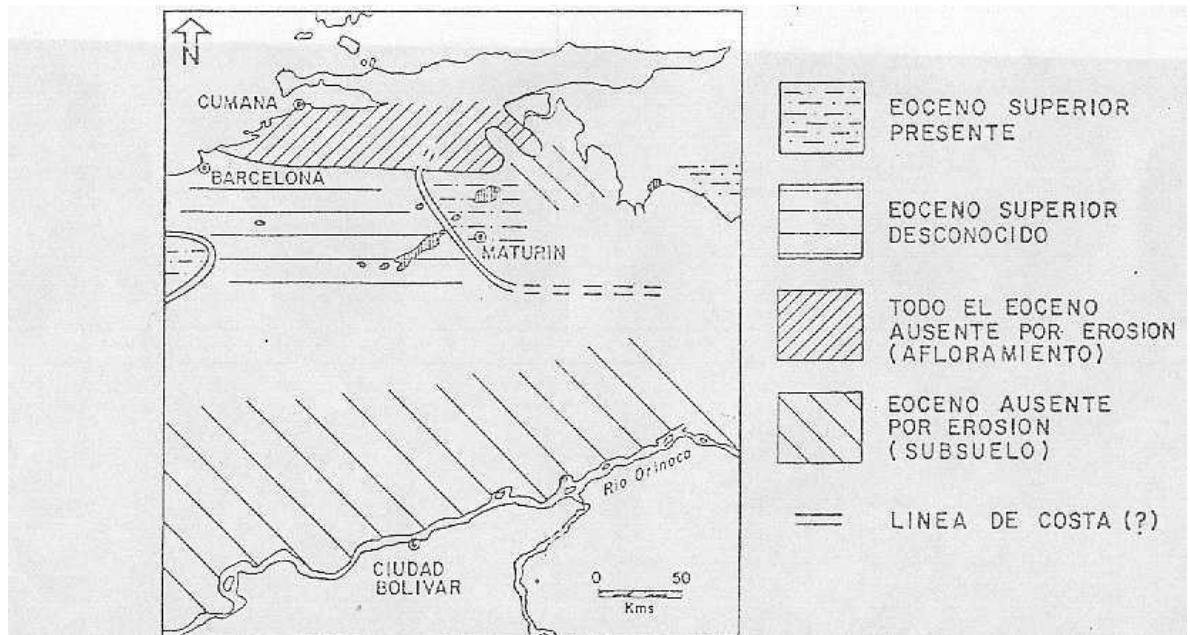 N
CUMANA
BARCELONA
MATURIN
Rio Orinoco
CIUDAD
BOLIVAR
0 50
Kms
EOCENO SUPERIOR
PRESENTE
EOCENO SUPERIOR
DESCONOCIDO
TODO EL EOCENO
AUSENTE POR EROSION
(AFLORAMIENTO)
EOCENO AUSENTE
POR EROSION
(SUBSUELO)
LINEA DE COSTA (?)